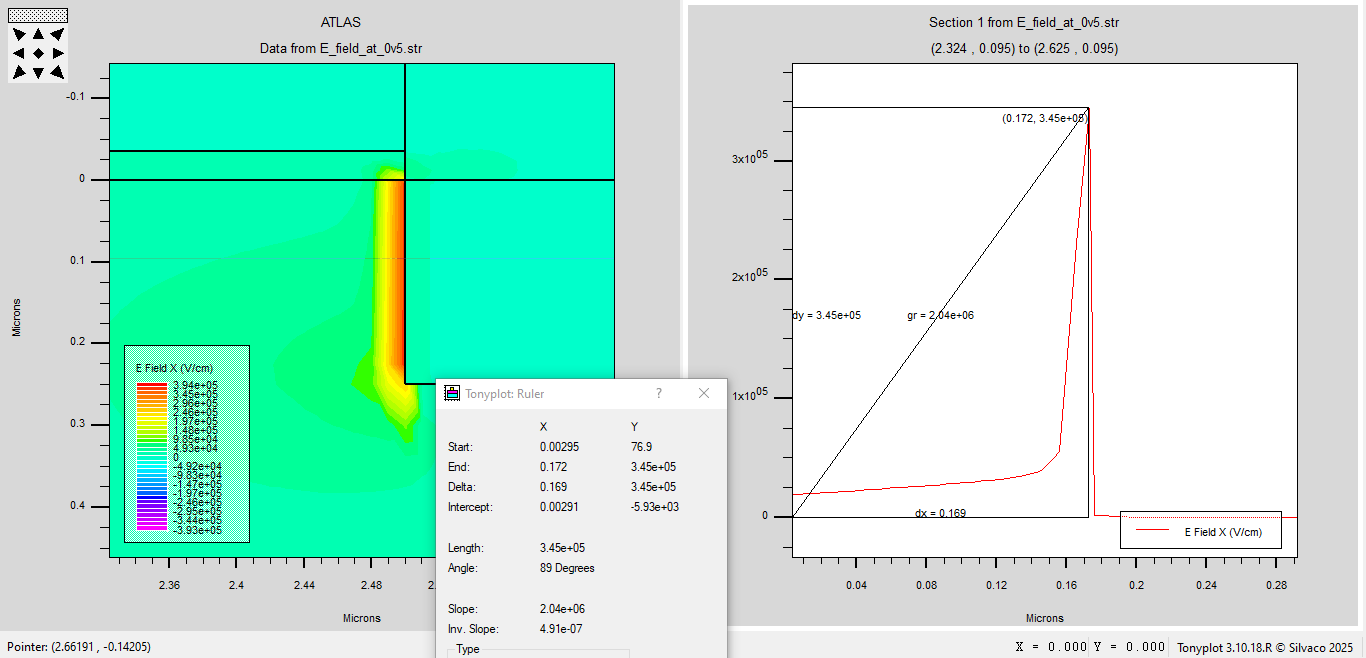 ATLAS
Data from E_field_at_0v5.str
-0.1
0
0.1
0.2
0.3
0.4
Microns
E Field X (V/cm)
3.94e+05
3.45e+05
2.96e+05
2.46e+05
1.97e+05
1.48e+05
9.85e+04
4.93e+04
0
-4.92e+04
-9.83e+04
-1.47e+05
-1.97e+05
-2.46e+05
-2.95e+05
-3.44e+05
-3.93e+05
2.36
2.4
2.44
2.48
2.
Microns
Section 1 from E_field_at_0v5.str
(2.324 , 0.095) to (2.625 , 0.095)
(0.172, 3.45e+05)
3x10^05
2x10^05
1x10^05
0
dy = 3.45e+05
gr = 2.04e+06
dx = 0.169
E Field X (V/cm)
0.04
0.08
0.12
0.16
0.2
0.24
0.28
Microns
Tonyplot: Ruler
?
X Y
Start: 0.00295 76.9
End: 0.172 3.45e+05
Delta: 0.169 3.45e+05
Intercept: 0.00291 -5.93e+03
Length: 3.45e+05
Angle: 89 Degrees
Slope: 2.04e+06
Inv. Slope: 4.91e-07
Type
Pointer: (2.66191 , -0.14205)
X = 0.000 Y = 0.000
Tonyplot 3.10.18.R © Silvaco 2025